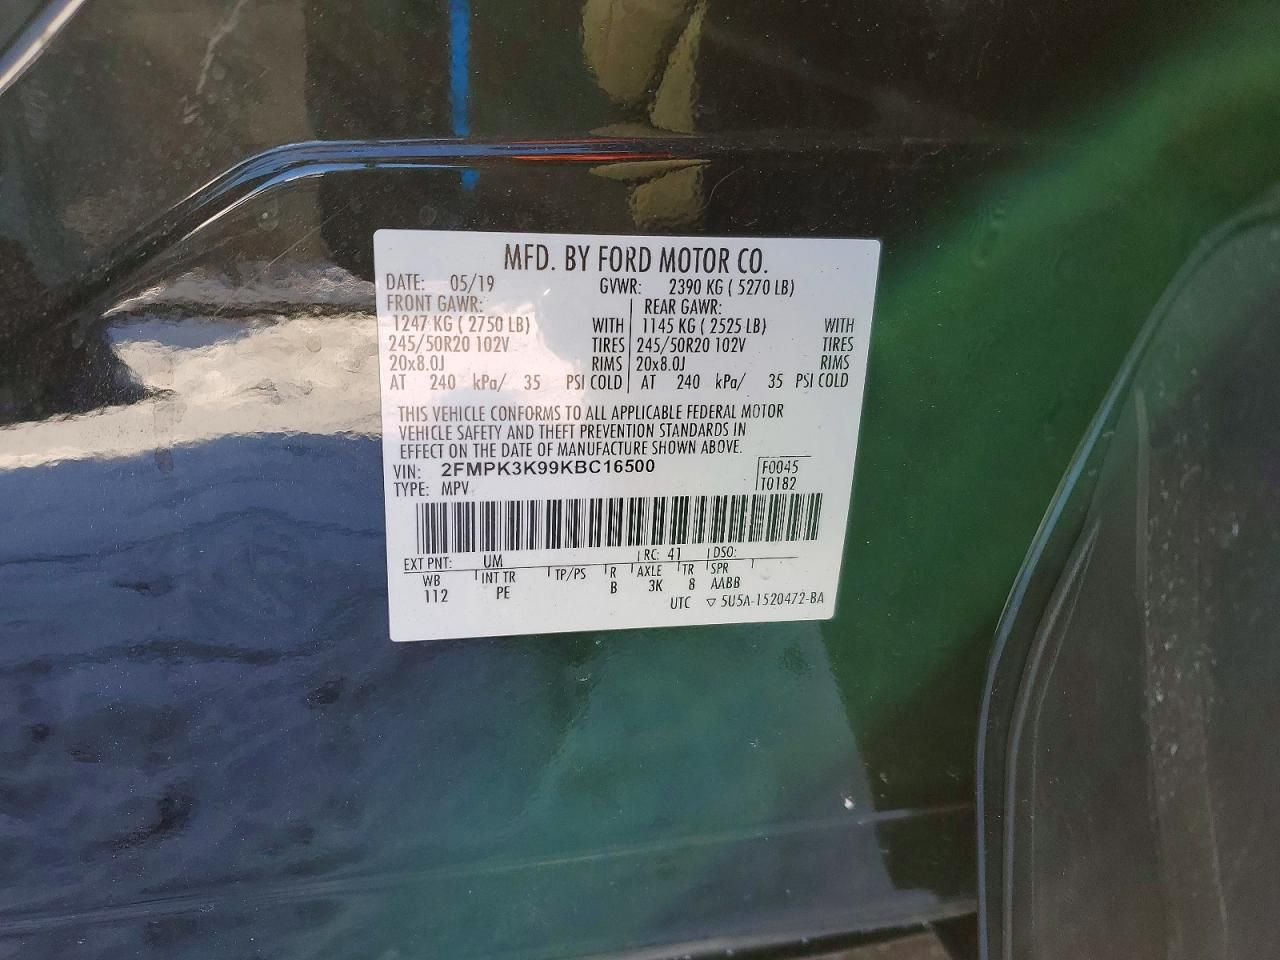 MFD. BY FORD MOTOR CO.
DATE: 05/19 GVWR: 2390 KG ( 5270 LB)
FRONT GAWR: REAR GAWR:
1247 KG ( 2750 LB) WITH 1145 KG ( 2525 LB) WITH
245/50R20 102V TIRES 245/50R20 102V TIRES
20x8.0J RIMS 20x8.0J RIMS
AT 240 kPa/ 35 PSI COLD AT 240 kPa/ 35 PSI COLD
THIS VEHICLE CONFORMS TO ALL APPLICABLE FEDERAL MOTOR
VEHICLE SAFETY AND THEFT PREVENTION STANDARDS IN
EFFECT ON THE DATE OF MANUFACTURE SHOWN ABOVE.
VIN: 2FMPK3K99KBC16500 F0045
TYPE: MPV T0182
EXT PNT: UM RC: 41 DSO:
WB INT TR TP/PS R AXLE TR SPR
112 PE B 3K 8 AABB
UTC ▽ 5U5A-1520472-BA